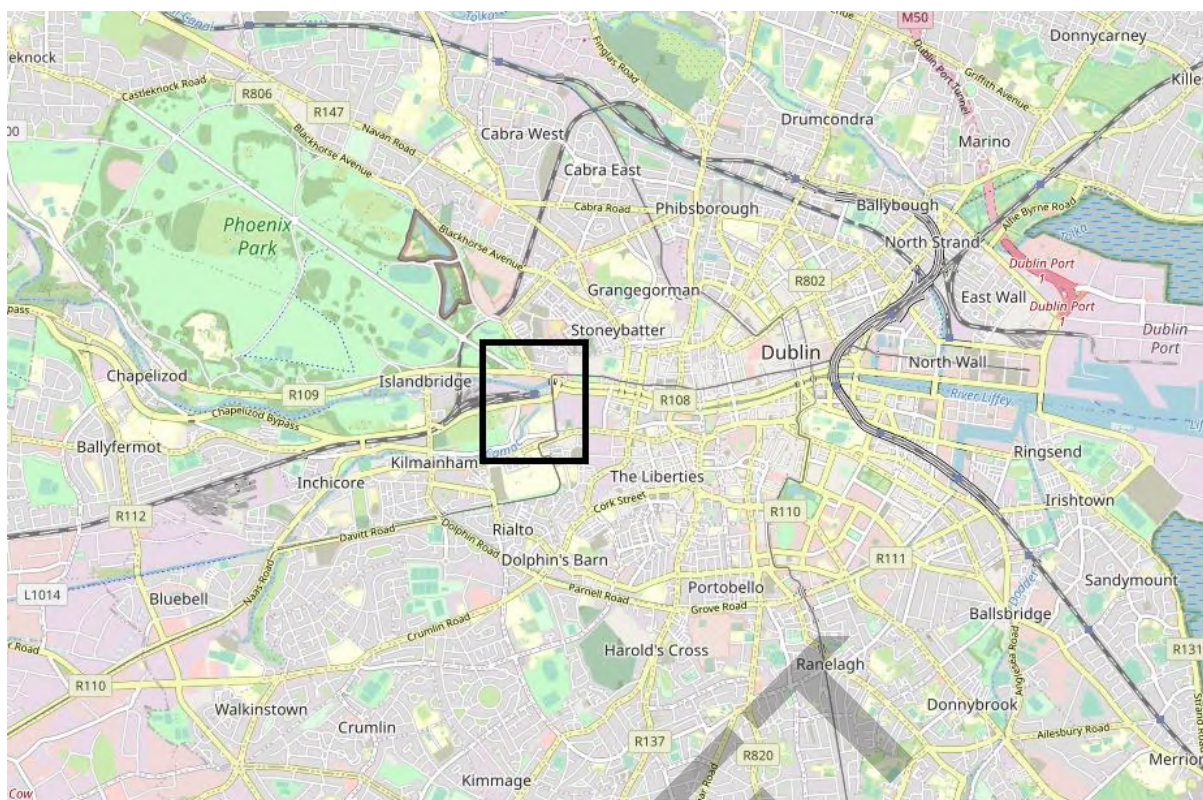 M50
Donnycarney
Finglas Road
Griffith Avenue
Dublin Port Tunnel
Castleknock Road
R806
R147
Navan Road
Blackhorse Avenue
Cabra West
Drumcondra
Marino
Cabra East
Cabra Road
Phibsborough
Ballybough
Alfie Byrne Road
Tolka
Phoenix
Park
Blackhorse Avenue
North Strand
R802
Dublin Port
1
Dublin Port
Grangegorman
East Wall
Stoneybatter
Dublin
Port
Dublin
North Wall
Chapelizod
Islandbridge
R109
R108
River Liffey
Chapelizod Bypass
Ballyfermot
Camac
Kilmainham
Ringsend
Inchicore
The Liberties
Irishtown
R112
Cork Street
R110
Rialto
Davitt Road
Dolphin Road
Dolphin's Barn
R111
L1014
Bluebell
Naas Road
Parnell Road
Portobello
Grove Road
Dodder
Sandymount
Ballsbridge
Crumlin Road
Harold's Cross
Ranelagh
Anglesea Road
R131
R110
Walkinstown
Crumlin
Donnybrook
Ailesbury Road
R137
R820
Kimmage
Cow